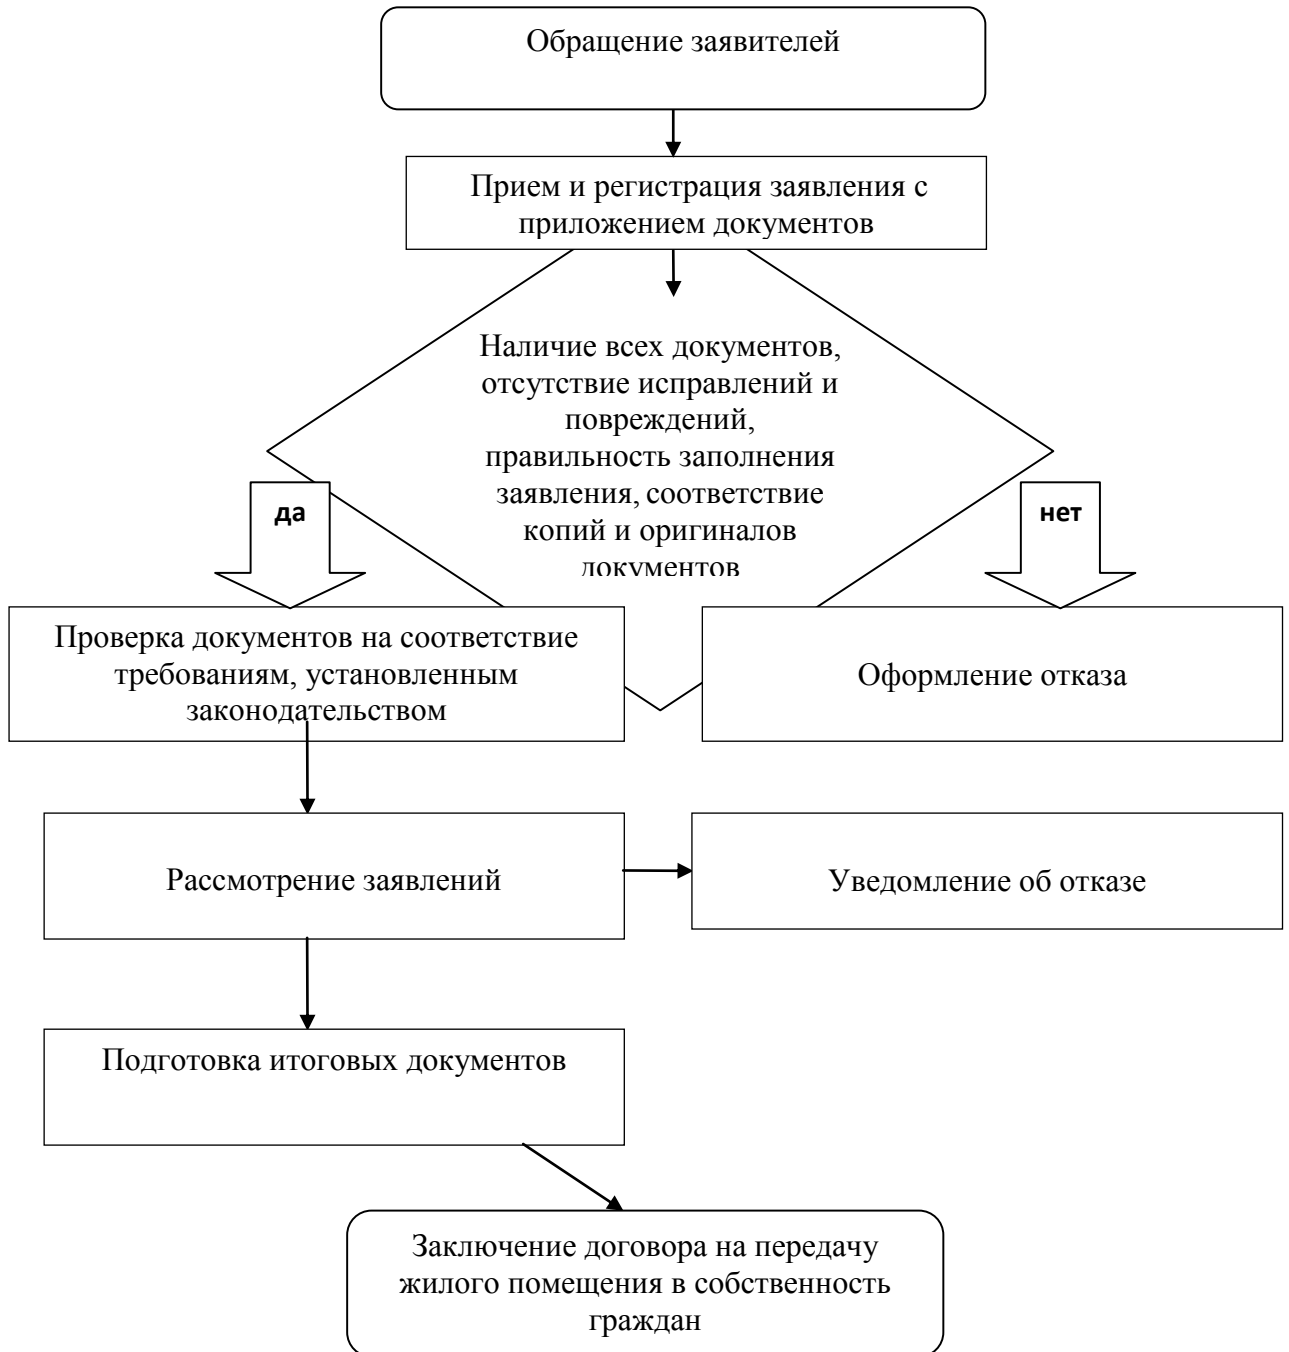 Обращение заявителей
Прием и регистрация заявления с
приложением документов
Наличие всех документов,
отсутствие исправлений и
повреждений,
правильность заполнения
заявления, соответствие
копий и оригиналов
документов
да
нет
Проверка документов на соответствие
требованиям, установленным
законодательством
Оформление отказа
Рассмотрение заявлений
Уведомление об отказе
Подготовка итоговых документов
Заключение договора на передачу
жилого помещения в собственность
граждан